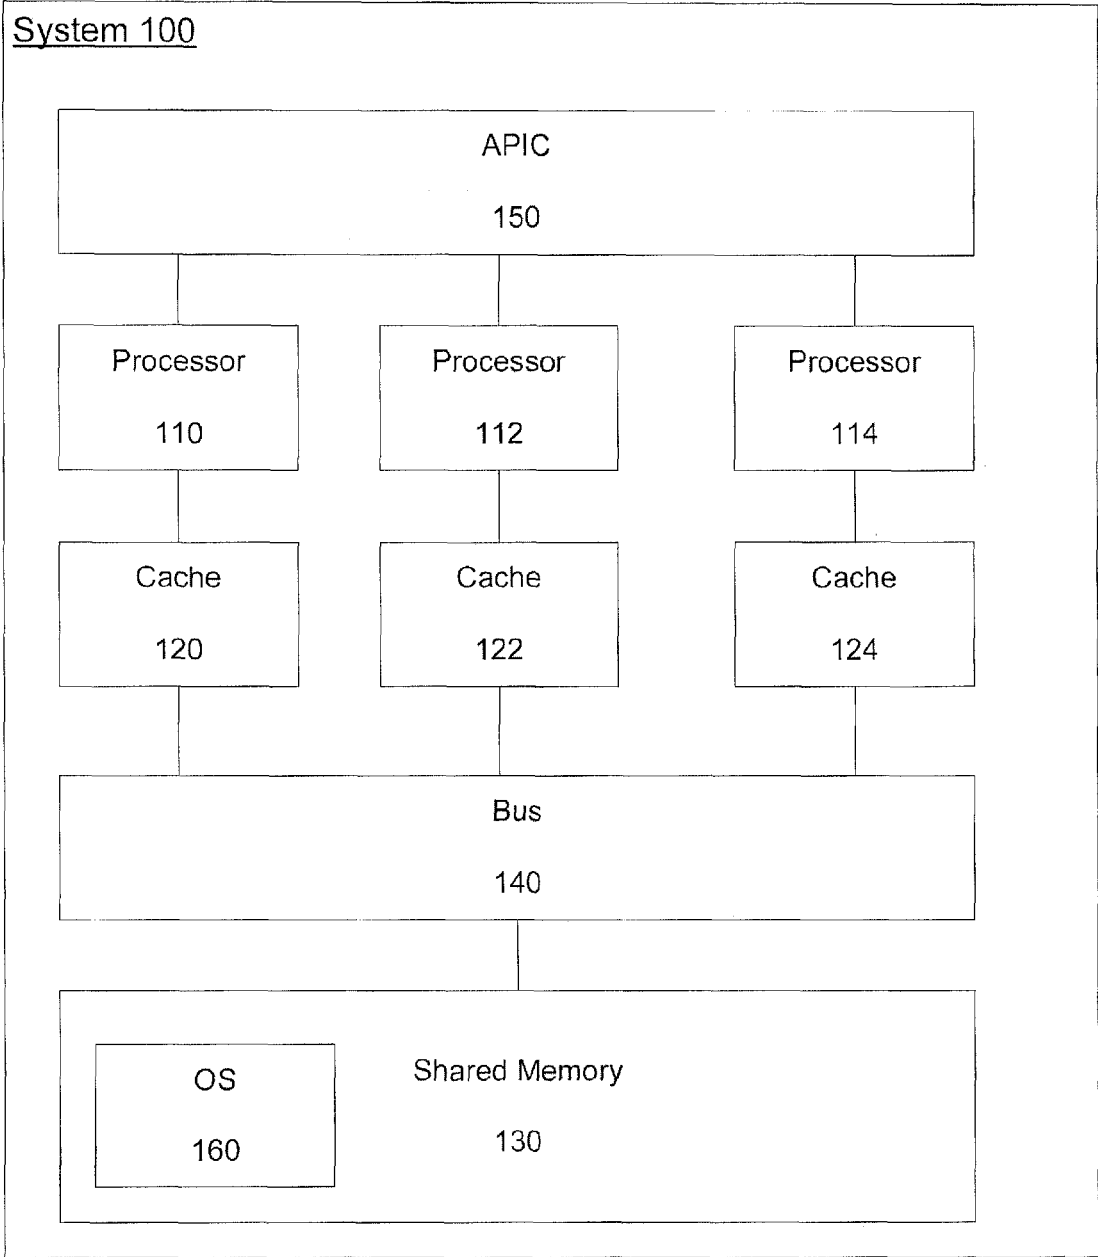 System 100
APIC
150
Processor
Processor
Processor
110
112
114
Cache
Cache
Cache
120
122
124
Bus
140
OS
Shared Memory
160
130